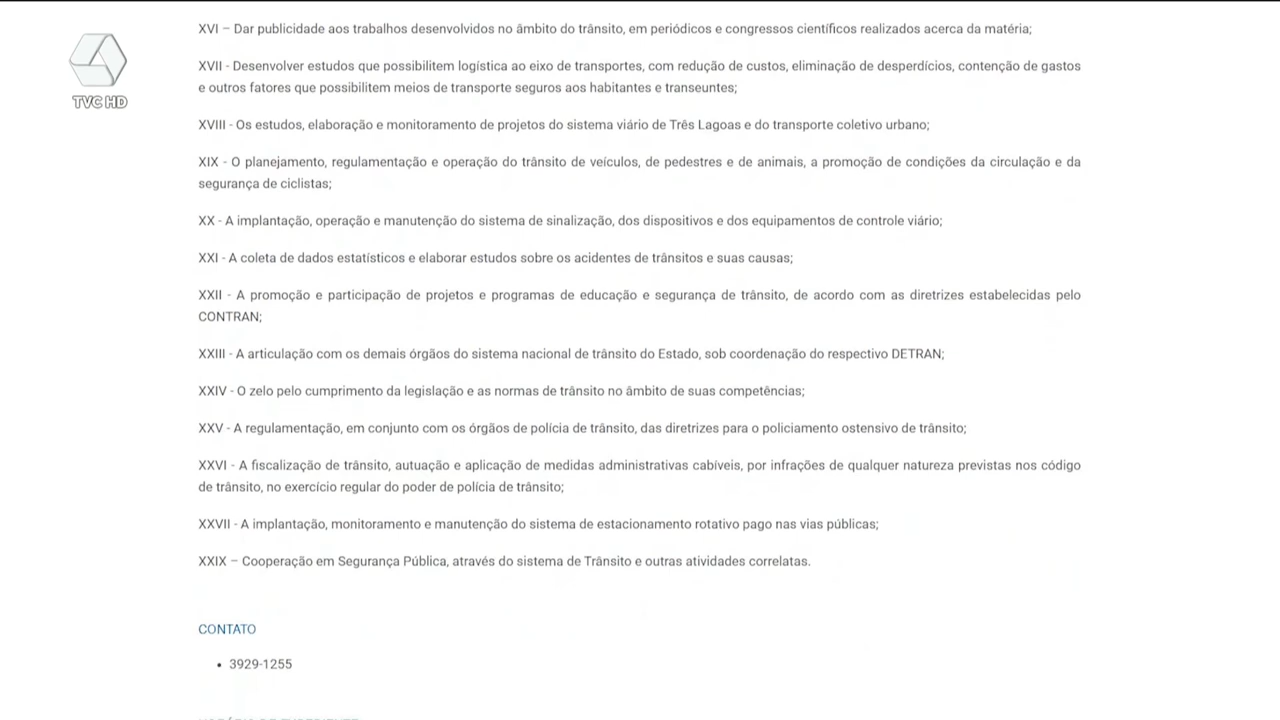 XVI – Dar publicidade aos trabalhos desenvolvidos no âmbito do trânsito, em periódicos e congressos científicos realizados acerca da matéria;
TVC HD
XVII - Desenvolver estudos que possibilitem logística ao eixo de transportes, com redução de custos, eliminação de desperdícios, contenção de gastos
e outros fatores que possibilitem meios de transporte seguros aos habitantes e transeuntes;
XVIII - Os estudos, elaboração e monitoramento de projetos do sistema viário de Três Lagoas e do transporte coletivo urbano;
XIX - O planejamento, regulamentação e operação do trânsito de veículos, de pedestres e de animais, a promoção de condições da circulação e da
segurança de ciclistas;
XX - A implantação, operação e manutenção do sistema de sinalização, dos dispositivos e dos equipamentos de controle viário;
XXI - A coleta de dados estatísticos e elaborar estudos sobre os acidentes de trânsitos e suas causas;
XXII - A promoção e participação de projetos e programas de educação e segurança de trânsito, de acordo com as diretrizes estabelecidas pelo
CONTRAN;
XXIII - A articulação com os demais órgãos do sistema nacional de trânsito do Estado, sob coordenação do respectivo DETRAN;
XXIV - O zelo pelo cumprimento da legislação e as normas de trânsito no âmbito de suas competências;
XXV - A regulamentação, em conjunto com os órgãos de polícia de trânsito, das diretrizes para o policiamento ostensivo de trânsito;
XXVI - A fiscalização de trânsito, autuação e aplicação de medidas administrativas cabíveis, por infrações de qualquer natureza previstas nos código
de trânsito, no exercício regular do poder de polícia de trânsito;
XXVII - A implantação, monitoramento e manutenção do sistema de estacionamento rotativo pago nas vias públicas;
XXIX – Cooperação em Segurança Pública, através do sistema de Trânsito e outras atividades correlatas.
CONTATO
• 3929-1255